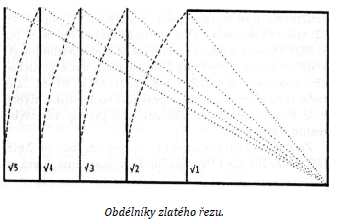 √5 √4 √3 √2 √1
Obdélníky zlatého řezu.